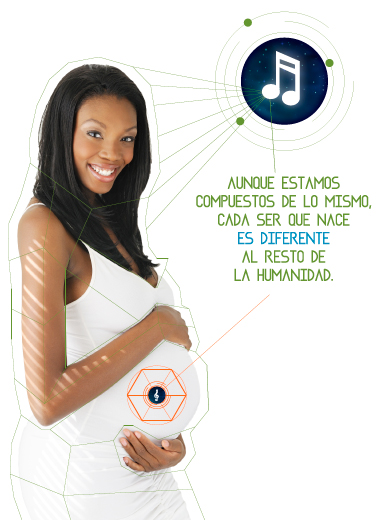 AUNQUE ESTAMOS
COMPUESTOS DE LO MISMO,
CADA SER QUE NACE
ES DIFERENTE
AL RESTO DE
LA HUMANIDAD.